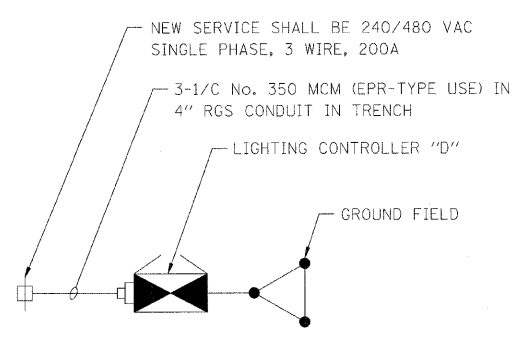 NEW SERVICE SHALL BE 240/480 VAC
SINGLE PHASE, 3 WIRE, 200A
3-1/C No. 350 MCM (EPR-TYPE USE) IN
4" RGS CONDUIT IN TRENCH
LIGHTING CONTROLLER "D"
GROUND FIELD